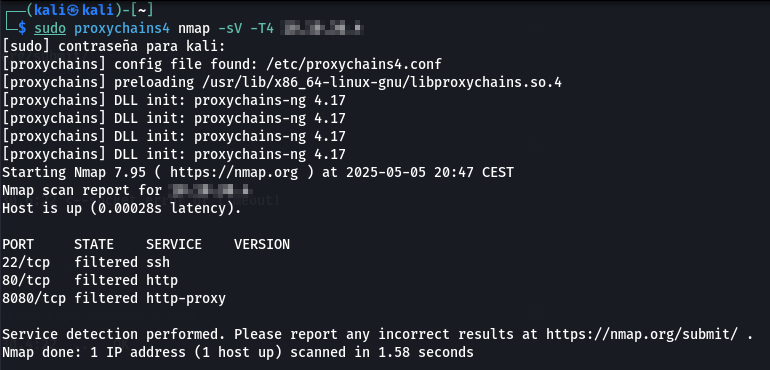 ┌──(kali㉿kali)-[~]
└─$ sudo proxychains4 nmap -sV -T4
[sudo] contraseña para kali:
[proxychains] config file found: /etc/proxychains4.conf
[proxychains] preloading /usr/lib/x86_64-linux-gnu/libproxychains.so.4
[proxychains] DLL init: proxychains-ng 4.17
[proxychains] DLL init: proxychains-ng 4.17
[proxychains] DLL init: proxychains-ng 4.17
[proxychains] DLL init: proxychains-ng 4.17
Starting Nmap 7.95 ( https://nmap.org ) at 2025-05-05 20:47 CEST
Nmap scan report for
Host is up (0.00028s latency).
PORT     STATE    SERVICE    VERSION
22/tcp   filtered ssh
80/tcp   filtered http
8080/tcp filtered http-proxy
Service detection performed. Please report any incorrect results at https://nmap.org/submit/ .
Nmap done: 1 IP address (1 host up) scanned in 1.58 seconds